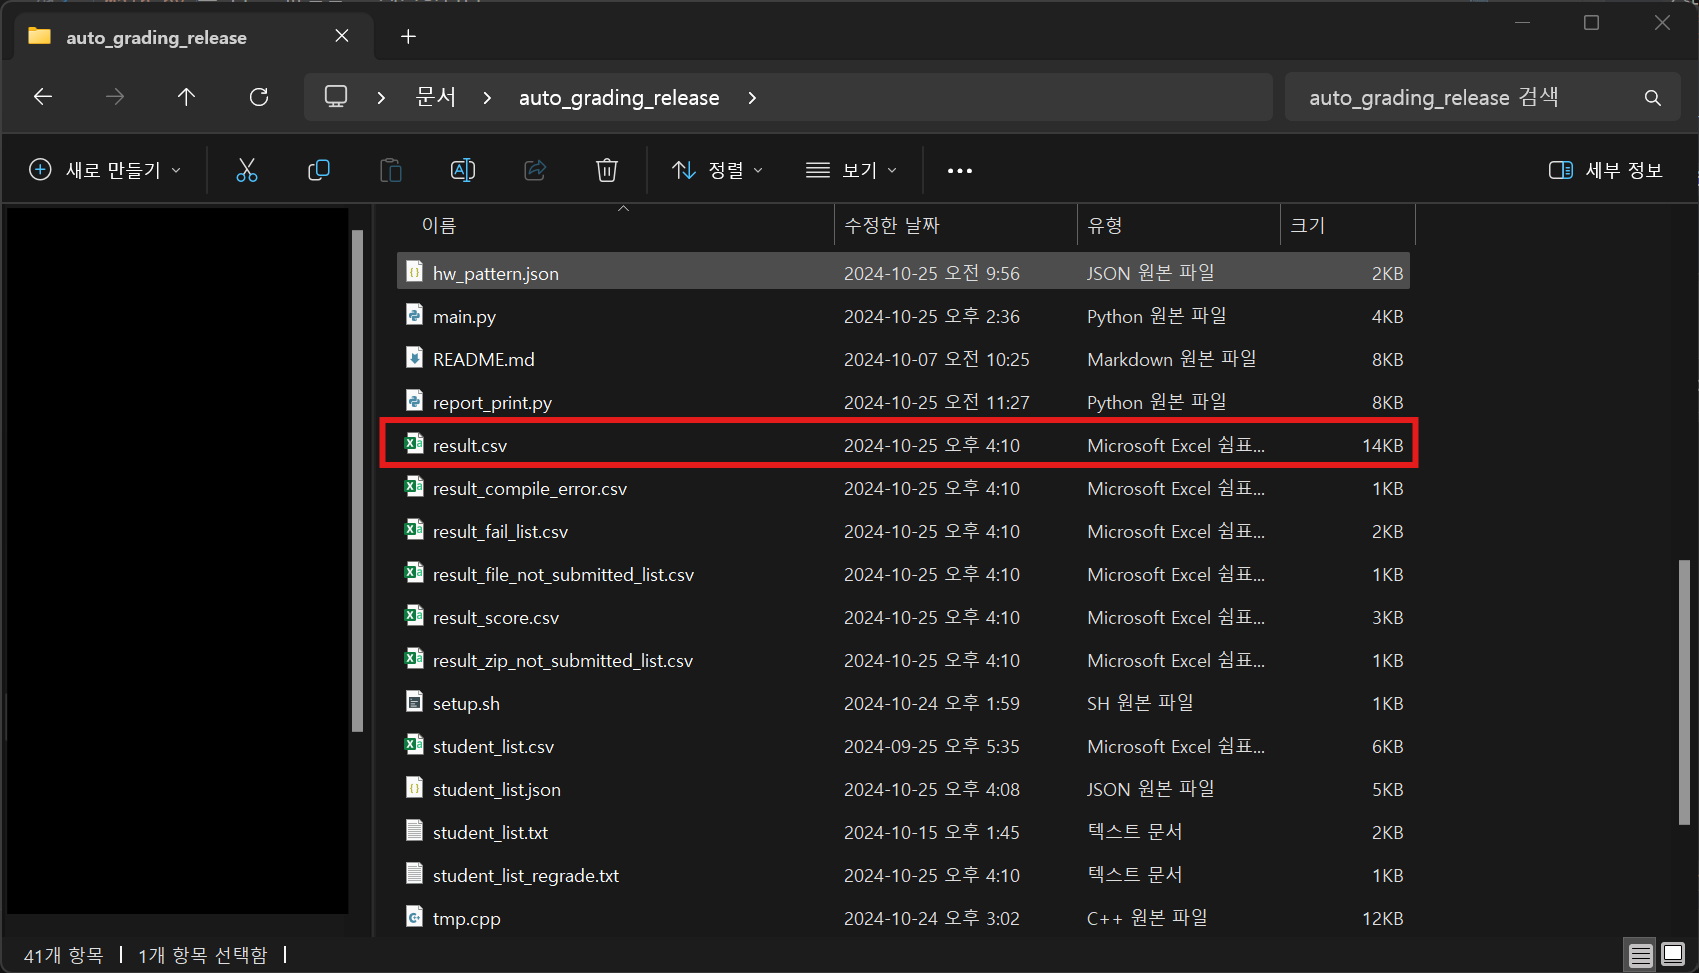 auto_grading_release
문서 > auto_grading_release >
auto_grading_release 검색
새로 만들기
정렬
보기
세부 정보
이름 수정한 날짜 유형 크기
hw_pattern.json 2024-10-25 오전 9:56 JSON 원본 파일 2KB
main.py 2024-10-25 오후 2:36 Python 원본 파일 4KB
README.md 2024-10-07 오전 10:25 Markdown 원본 파일 8KB
report_print.py 2024-10-25 오전 11:27 Python 원본 파일 8KB
result.csv 2024-10-25 오후 4:10 Microsoft Excel 쉼표... 14KB
result_compile_error.csv 2024-10-25 오후 4:10 Microsoft Excel 쉼표... 1KB
result_fail_list.csv 2024-10-25 오후 4:10 Microsoft Excel 쉼표... 2KB
result_file_not_submitted_list.csv 2024-10-25 오후 4:10 Microsoft Excel 쉼표... 1KB
result_score.csv 2024-10-25 오후 4:10 Microsoft Excel 쉼표... 3KB
result_zip_not_submitted_list.csv 2024-10-25 오후 4:10 Microsoft Excel 쉼표... 1KB
setup.sh 2024-10-24 오후 1:59 SH 원본 파일 1KB
student_list.csv 2024-09-25 오후 5:35 Microsoft Excel 쉼표... 6KB
student_list.json 2024-10-25 오후 4:08 JSON 원본 파일 5KB
student_list.txt 2024-10-15 오후 1:45 텍스트 문서 2KB
student_list_regrade.txt 2024-10-25 오후 4:10 텍스트 문서 1KB
tmp.cpp 2024-10-24 오후 3:02 C++ 원본 파일 12KB
41개 항목 | 1개 항목 선택함 |